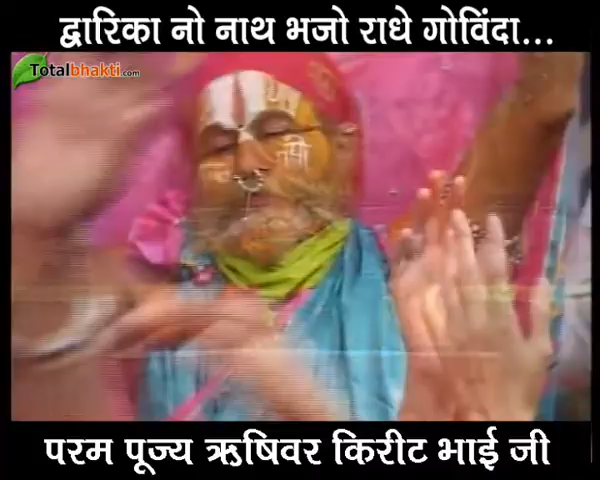 द्वारिका नो नाथ भजो राधे गोविंदा...
Totalbhakti.com
परम पूज्य ऋषिवर किरीट भाई जी